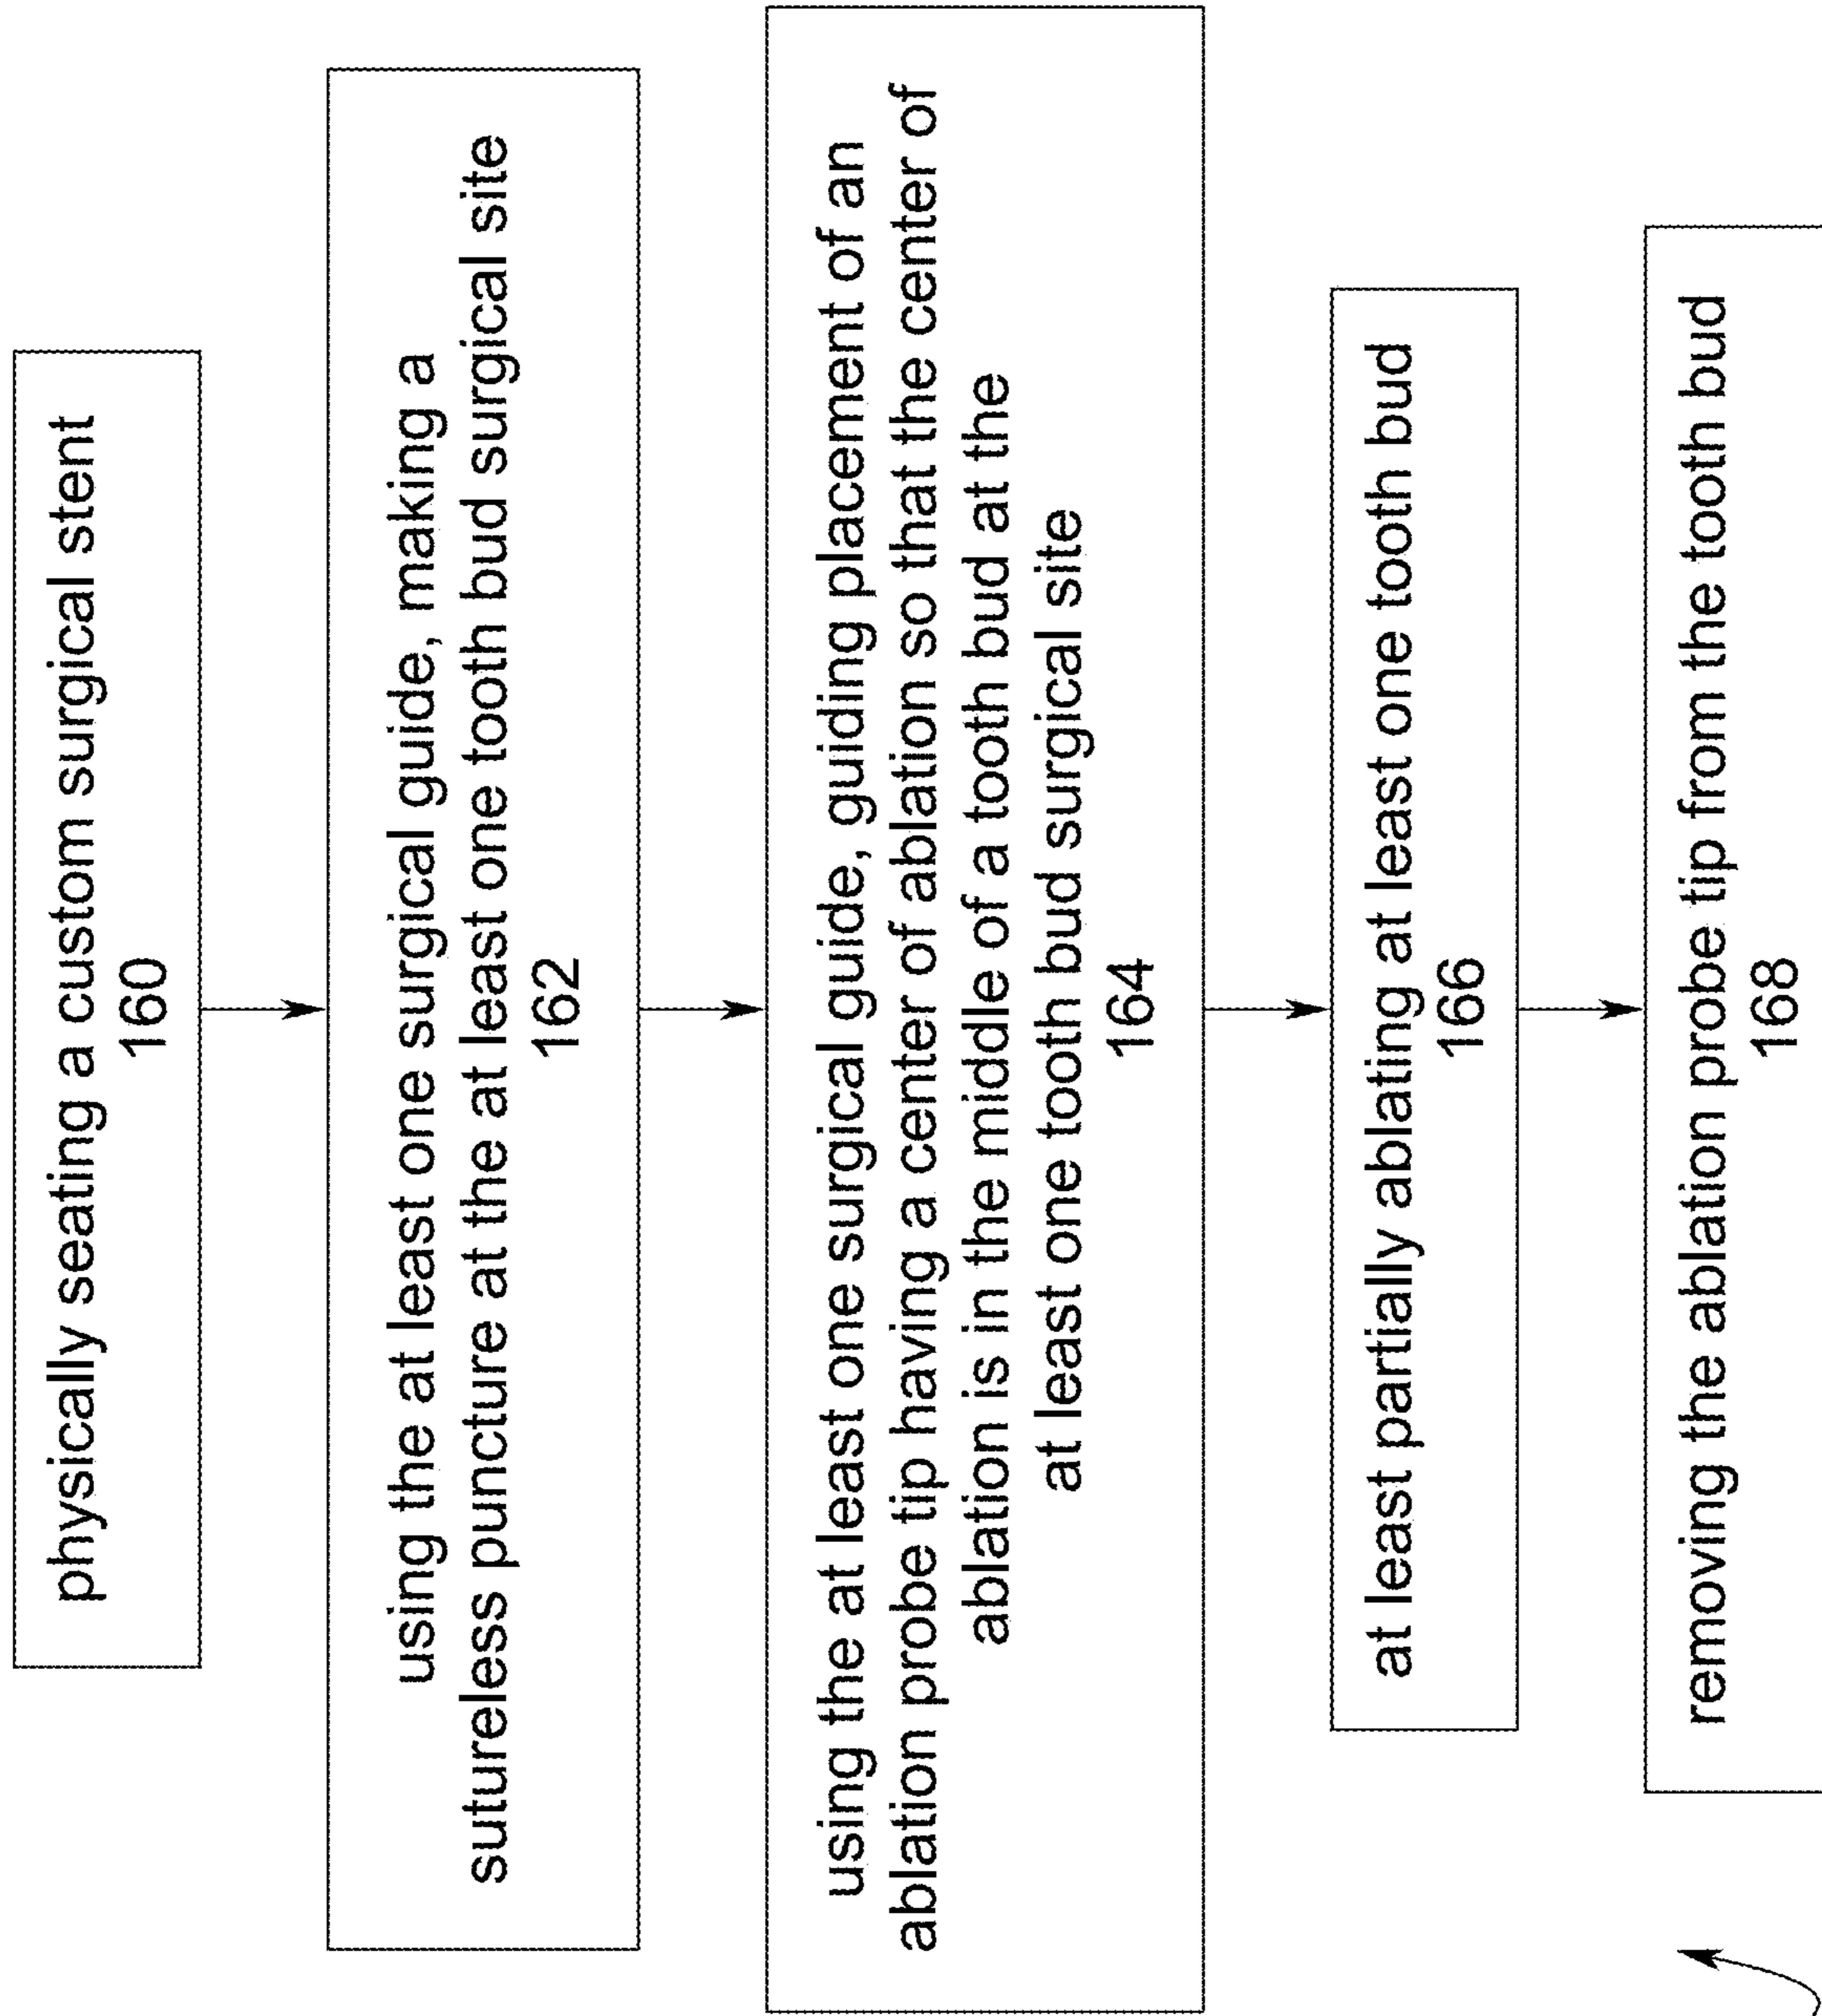 physically seating a custom surgical stent
160
using the at least one surgical guide, making a
sutureless puncture at the at least one tooth bud surgical site
162
using the at least one surgical guide, guiding placement of an
ablation probe tip having a center of ablation so that the center of
ablation is in the middle of a tooth bud at the
at least one tooth bud surgical site
164
at least partially ablating at least one tooth bud
166
removing the ablation probe tip from the tooth bud
168